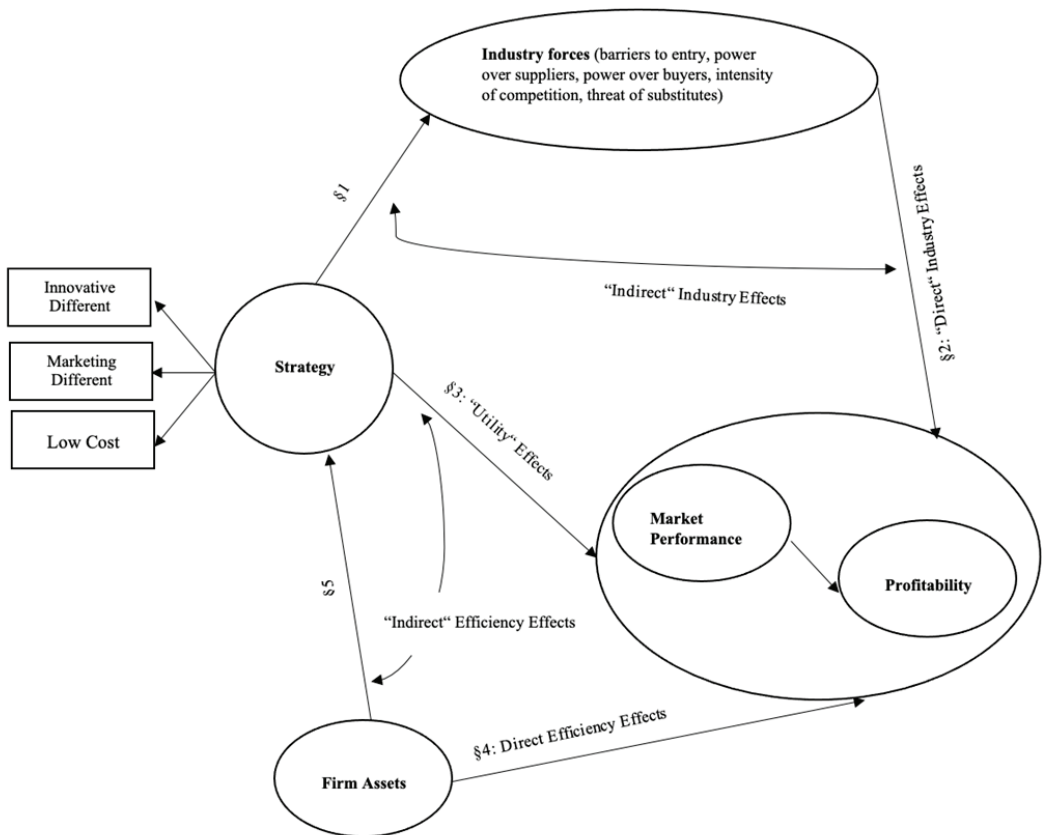 Industry forces (barriers to entry, power
over suppliers, power over buyers, intensity
of competition, threat of substitutes)
§1
§2: “Direct“ Industry Effects
“Indirect“ Industry Effects
Innovative
Different
Marketing
Different
Low Cost
Strategy
§3: “Utility“ Effects
Market
Performance
Profitability
§5
“Indirect“ Efficiency Effects
§4: Direct Efficiency Effects
Firm Assets